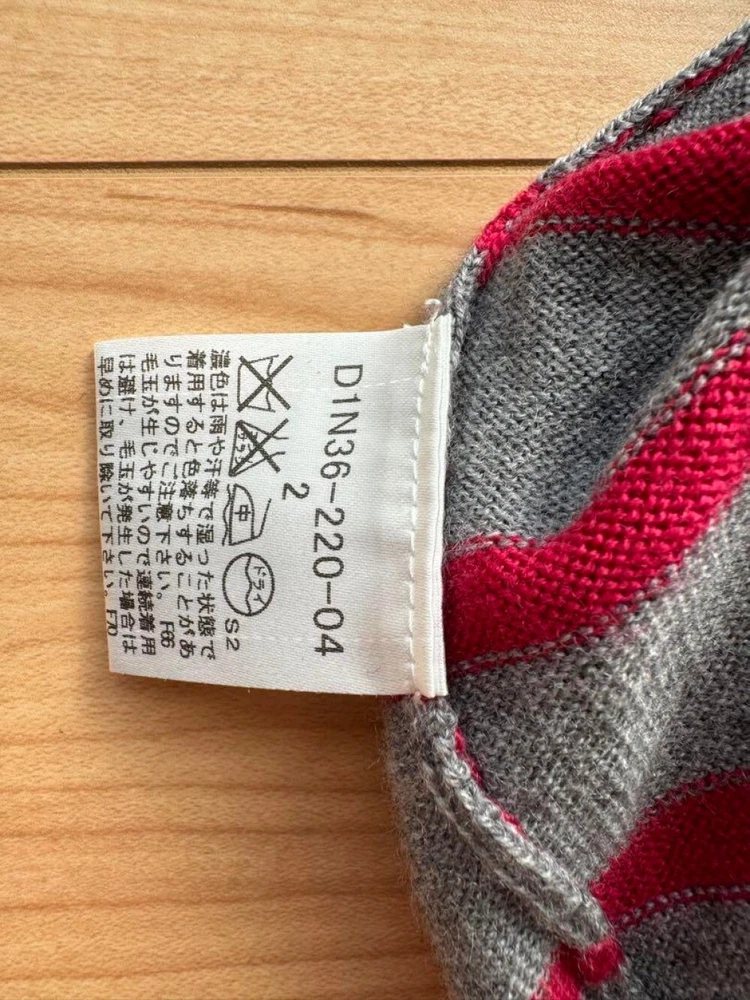 D1N36-220-04
2
エンソ
中
ドライ
S2
濃色は雨や汗等で湿った状態で
着用すると色落ちすることがあ
りますのでご注意下さい。 F66
毛玉が生じやすいので連続着用
は避け、毛玉が発生した場合は
早めに取り除いて下さい。 F70